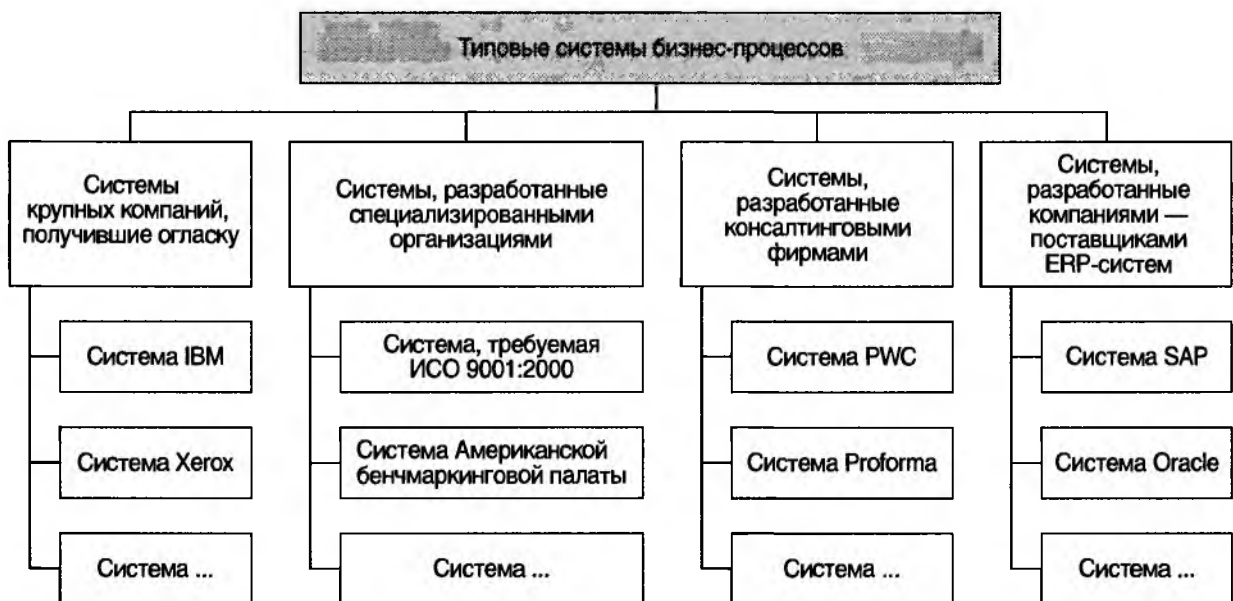 Типовые системы бизнес-процессов
Системы
крупных компаний,
получившие огласку
Система IBM
Система Xerox
Система ...
Системы, разработанные
специализированными
организациями
Система, требуемая
ИСО 9001:2000
Система Американской
бенчмаркинговой палаты
Система ...
Системы,
разработанные
консалтинговыми
фирмами
Система PWC
Система Proforma
Система ...
Системы,
разработанные
компаниями —
поставщиками
ERP-систем
Система SAP
Система Oracle
Система ...